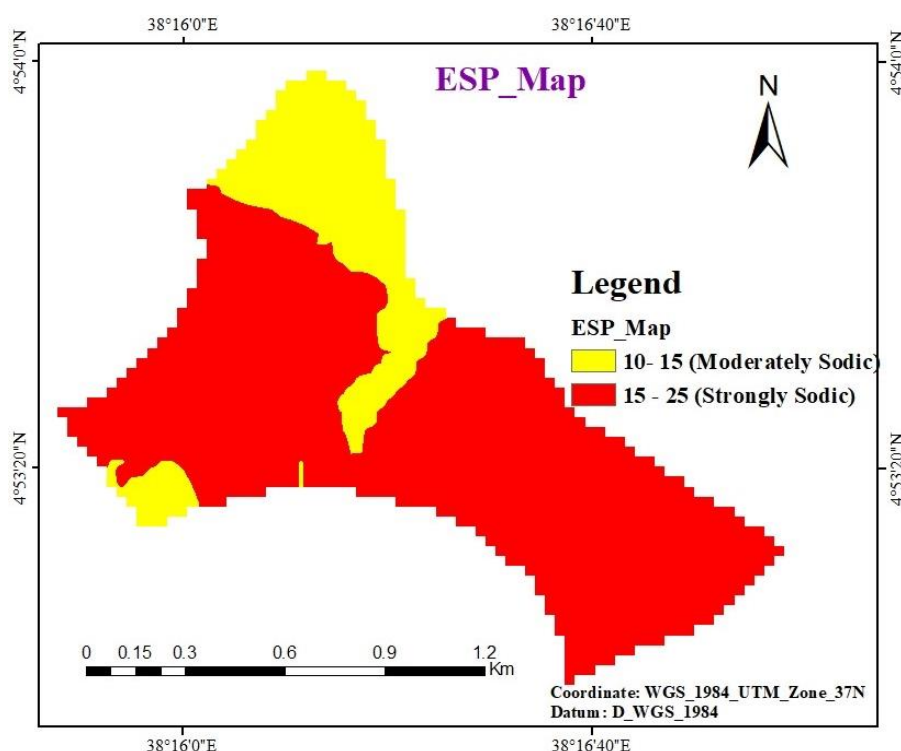 38°16'0"E 38°16'40"E
4°54'0"N 4°54'0"N
ESP_Map
N
Legend
ESP_Map
10- 15 (Moderately Sodic)
15 - 25 (Strongly Sodic)
4°53'20"N 4°53'20"N
0 0.15 0.3 0.6 0.9 1.2
Km
Coordinate: WGS_1984_UTM_Zone_37N
Datum : D_WGS_1984
38°16'0"E 38°16'40"E